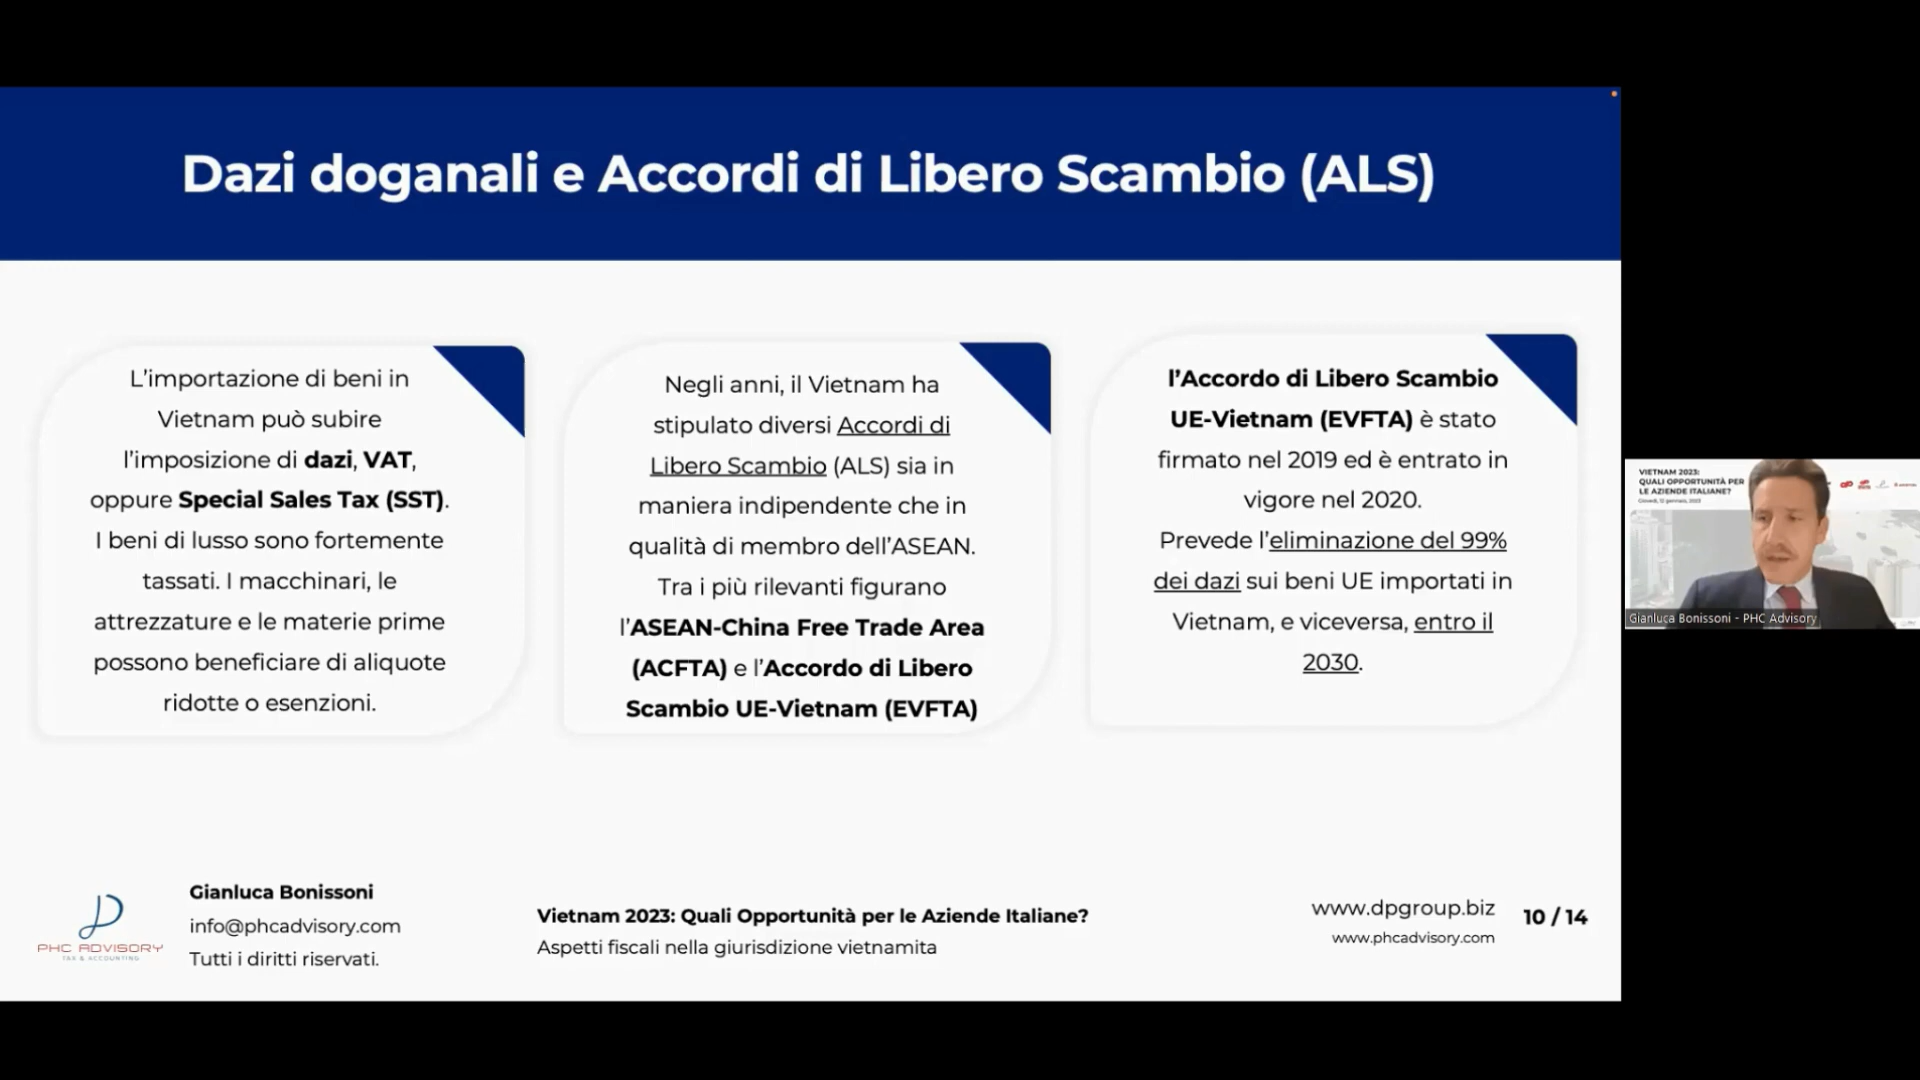 Dazi doganali e Accordi di Libero Scambio (ALS)
L'importazione di beni in
Vietnam può subire
l'imposizione di dazi, VAT,
oppure Special Sales Tax (SST).
I beni di lusso sono fortemente
tassati. I macchinari, le
attrezzature e le materie prime
possono beneficiare di aliquote
ridotte o esenzioni.
Negli anni, il Vietnam ha
stipulato diversi Accordi di
Libero Scambio (ALS) sia in
maniera indipendente che in
qualità di membro dell'ASEAN.
Tra i più rilevanti figurano
l'ASEAN-China Free Trade Area
(ACFTA) e l'Accordo di Libero
Scambio UE-Vietnam (EVFTA)
l'Accordo di Libero Scambio
UE-Vietnam (EVFTA) è stato
firmato nel 2019 ed è entrato in
vigore nel 2020.
Prevede l'eliminazione del 99%
dei dazi sui beni UE importati in
Vietnam, e viceversa, entro il
2030.
VIETNAM 2023:
QUALI OPPORTUNITÀ PER
LE AZIENDE ITALIANE?
Giovedì, 12 gennaio, 2023
Gianluca Bonissoni - PHC Advisory
PHC ADVISORY
TAX & ACCOUNTING
Gianluca Bonissoni
info@phcadvisory.com
Tutti i diritti riservati.
Vietnam 2023: Quali Opportunità per le Aziende Italiane?
Aspetti fiscali nella giurisdizione vietnamita
www.dpgroup.biz
www.phcadvisory.com
10 / 14